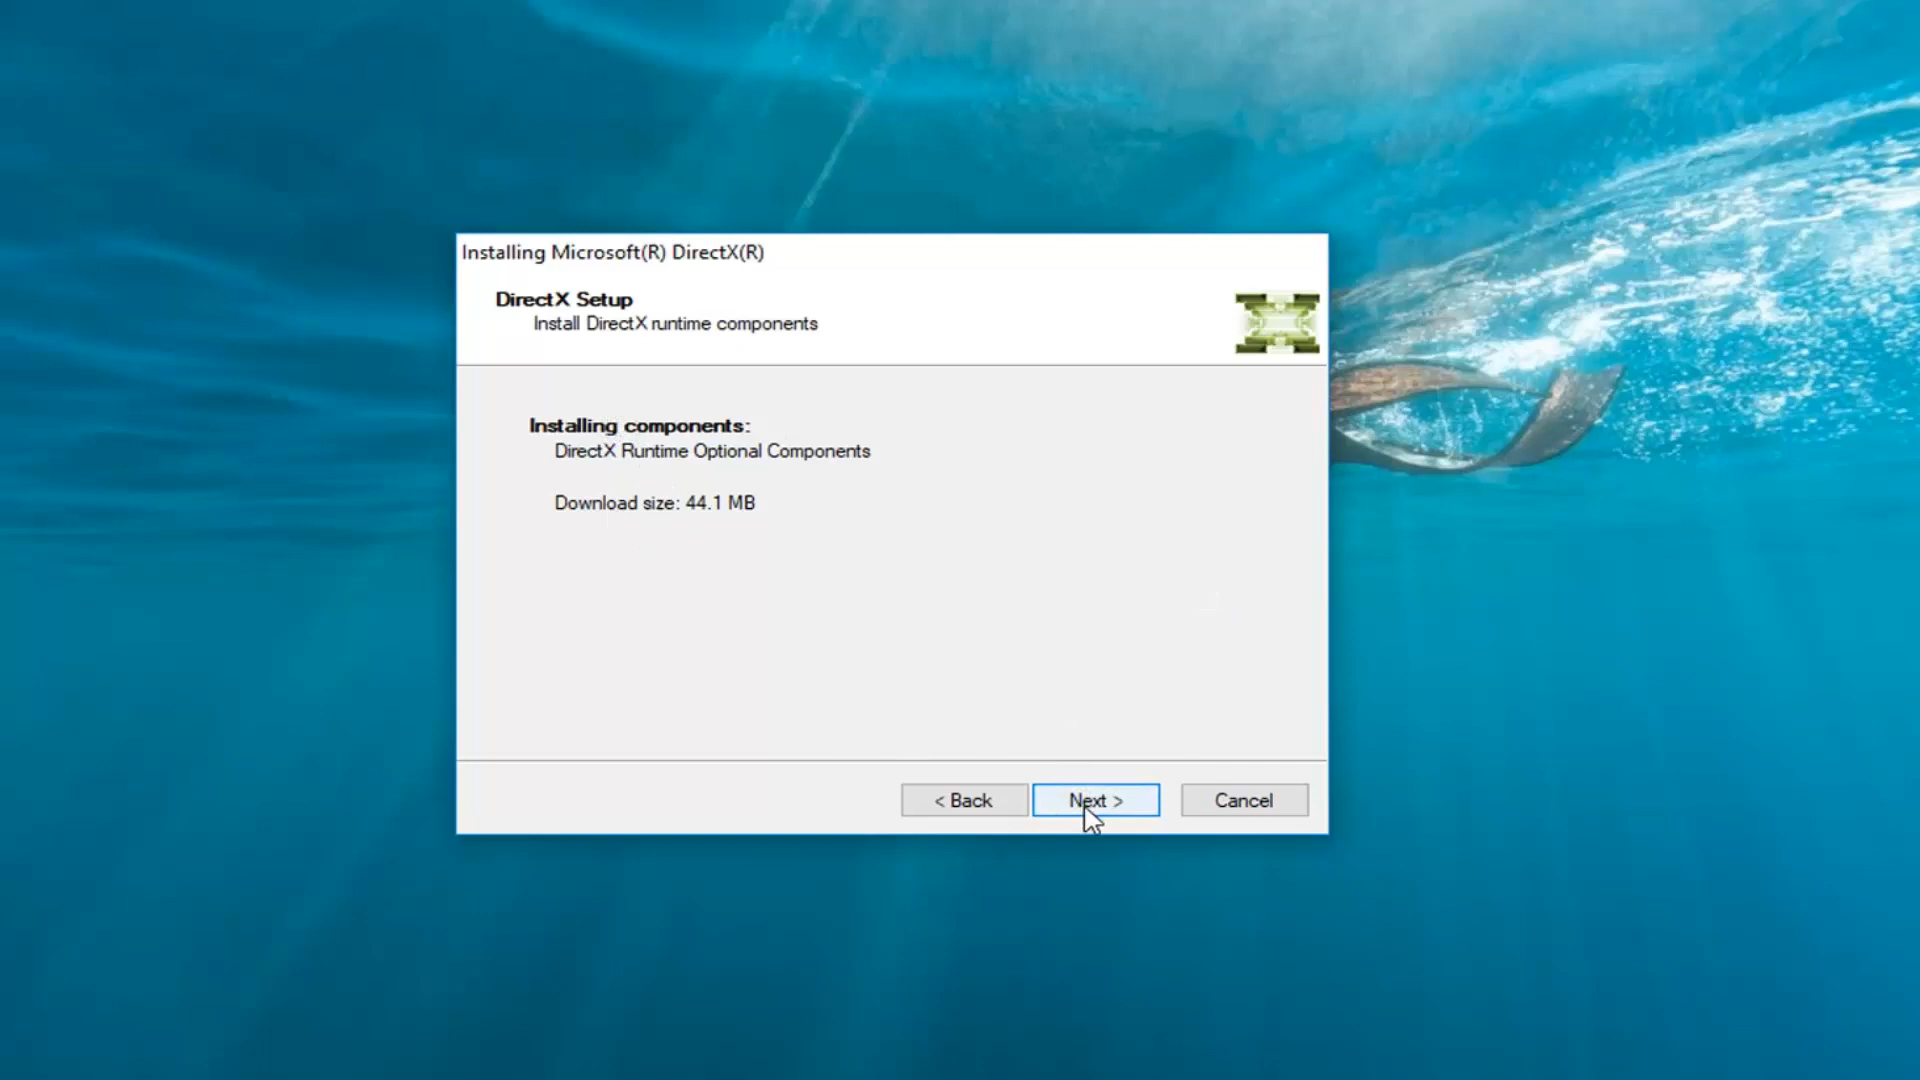 Installing Microsoft(R) DirectX(R)
DirectX Setup
Install DirectX runtime components
Installing components:
DirectX Runtime Optional Components
Download size: 44.1 MB
< Back
Next >
Cancel